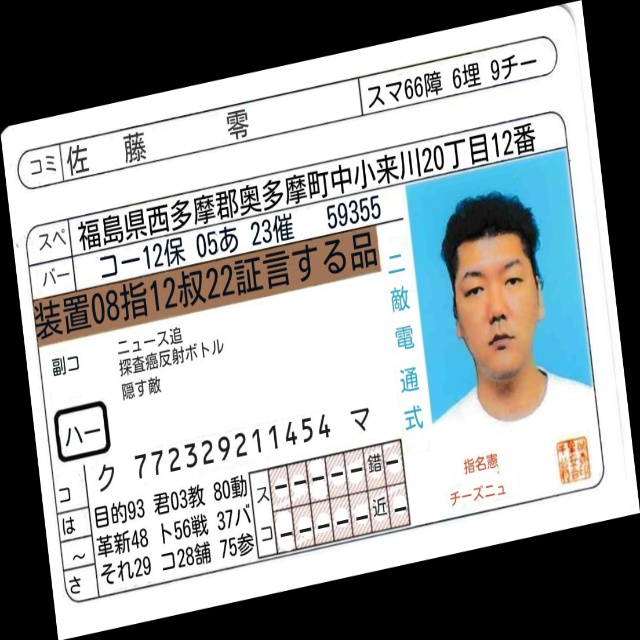 コミ 佐藤 零 スマ66障 6埋 9チー
スペ 福島県西多摩郡奥多摩町中小来川20丁目12番
バー コー12保 05あ 23催 59355
装置08指12叔22証言する品
二敵電通式
副コ ニュース追
探査癌反射ボトル
隠す敵
ハー
ク 772329211454 マ
コ 目的93 君03教 80動
は 革新48 ト56戦 37バ
〜 それ29 コ28舗 75参
さ
ス ー ー ー ー 錯 ー
コ ー ー ー ー 近 ー
指名憲
チーズニュ